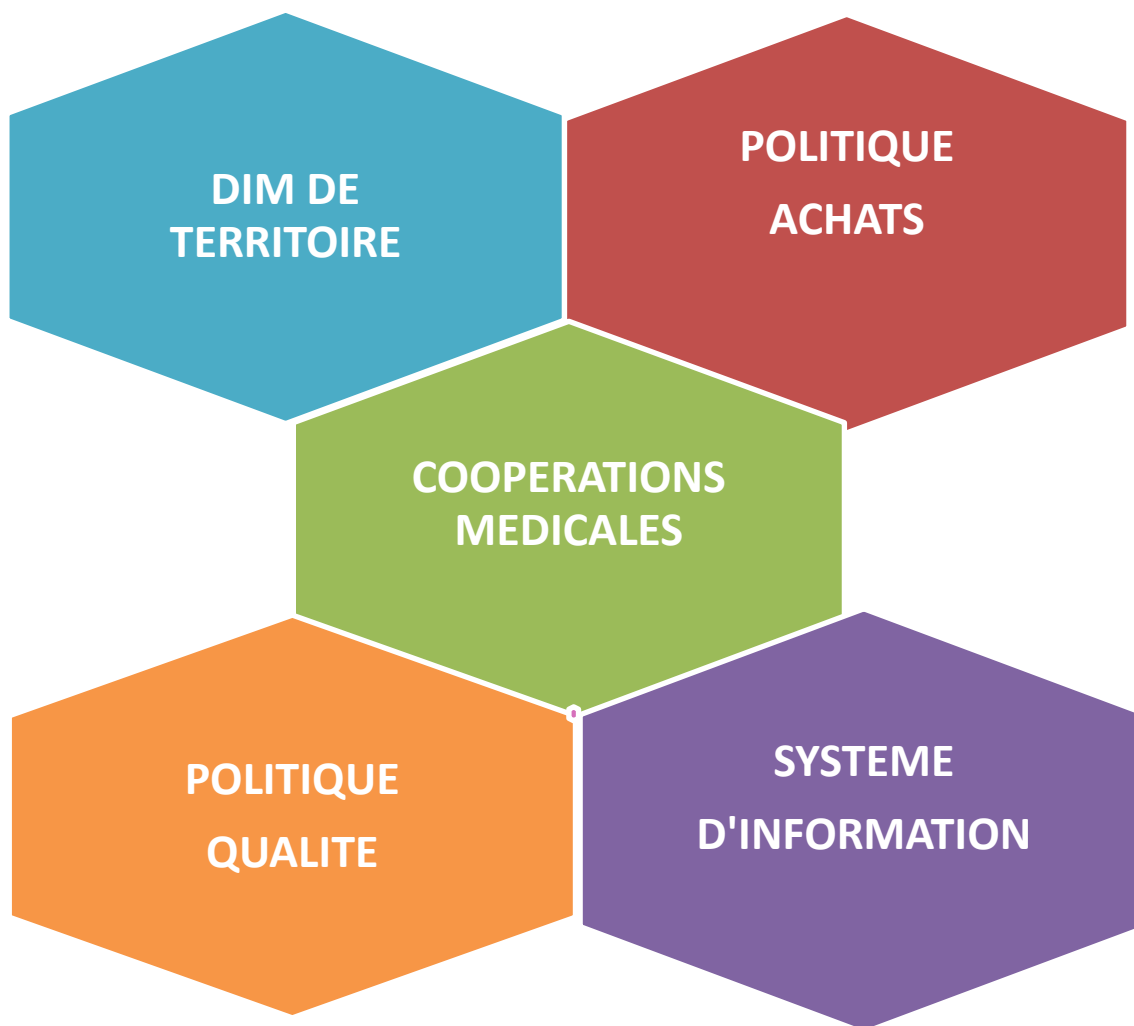 DIM DE
TERRITOIRE
POLITIQUE
ACHATS
COOPERATIONS
MEDICALES
POLITIQUE
QUALITE
SYSTEME
D'INFORMATION